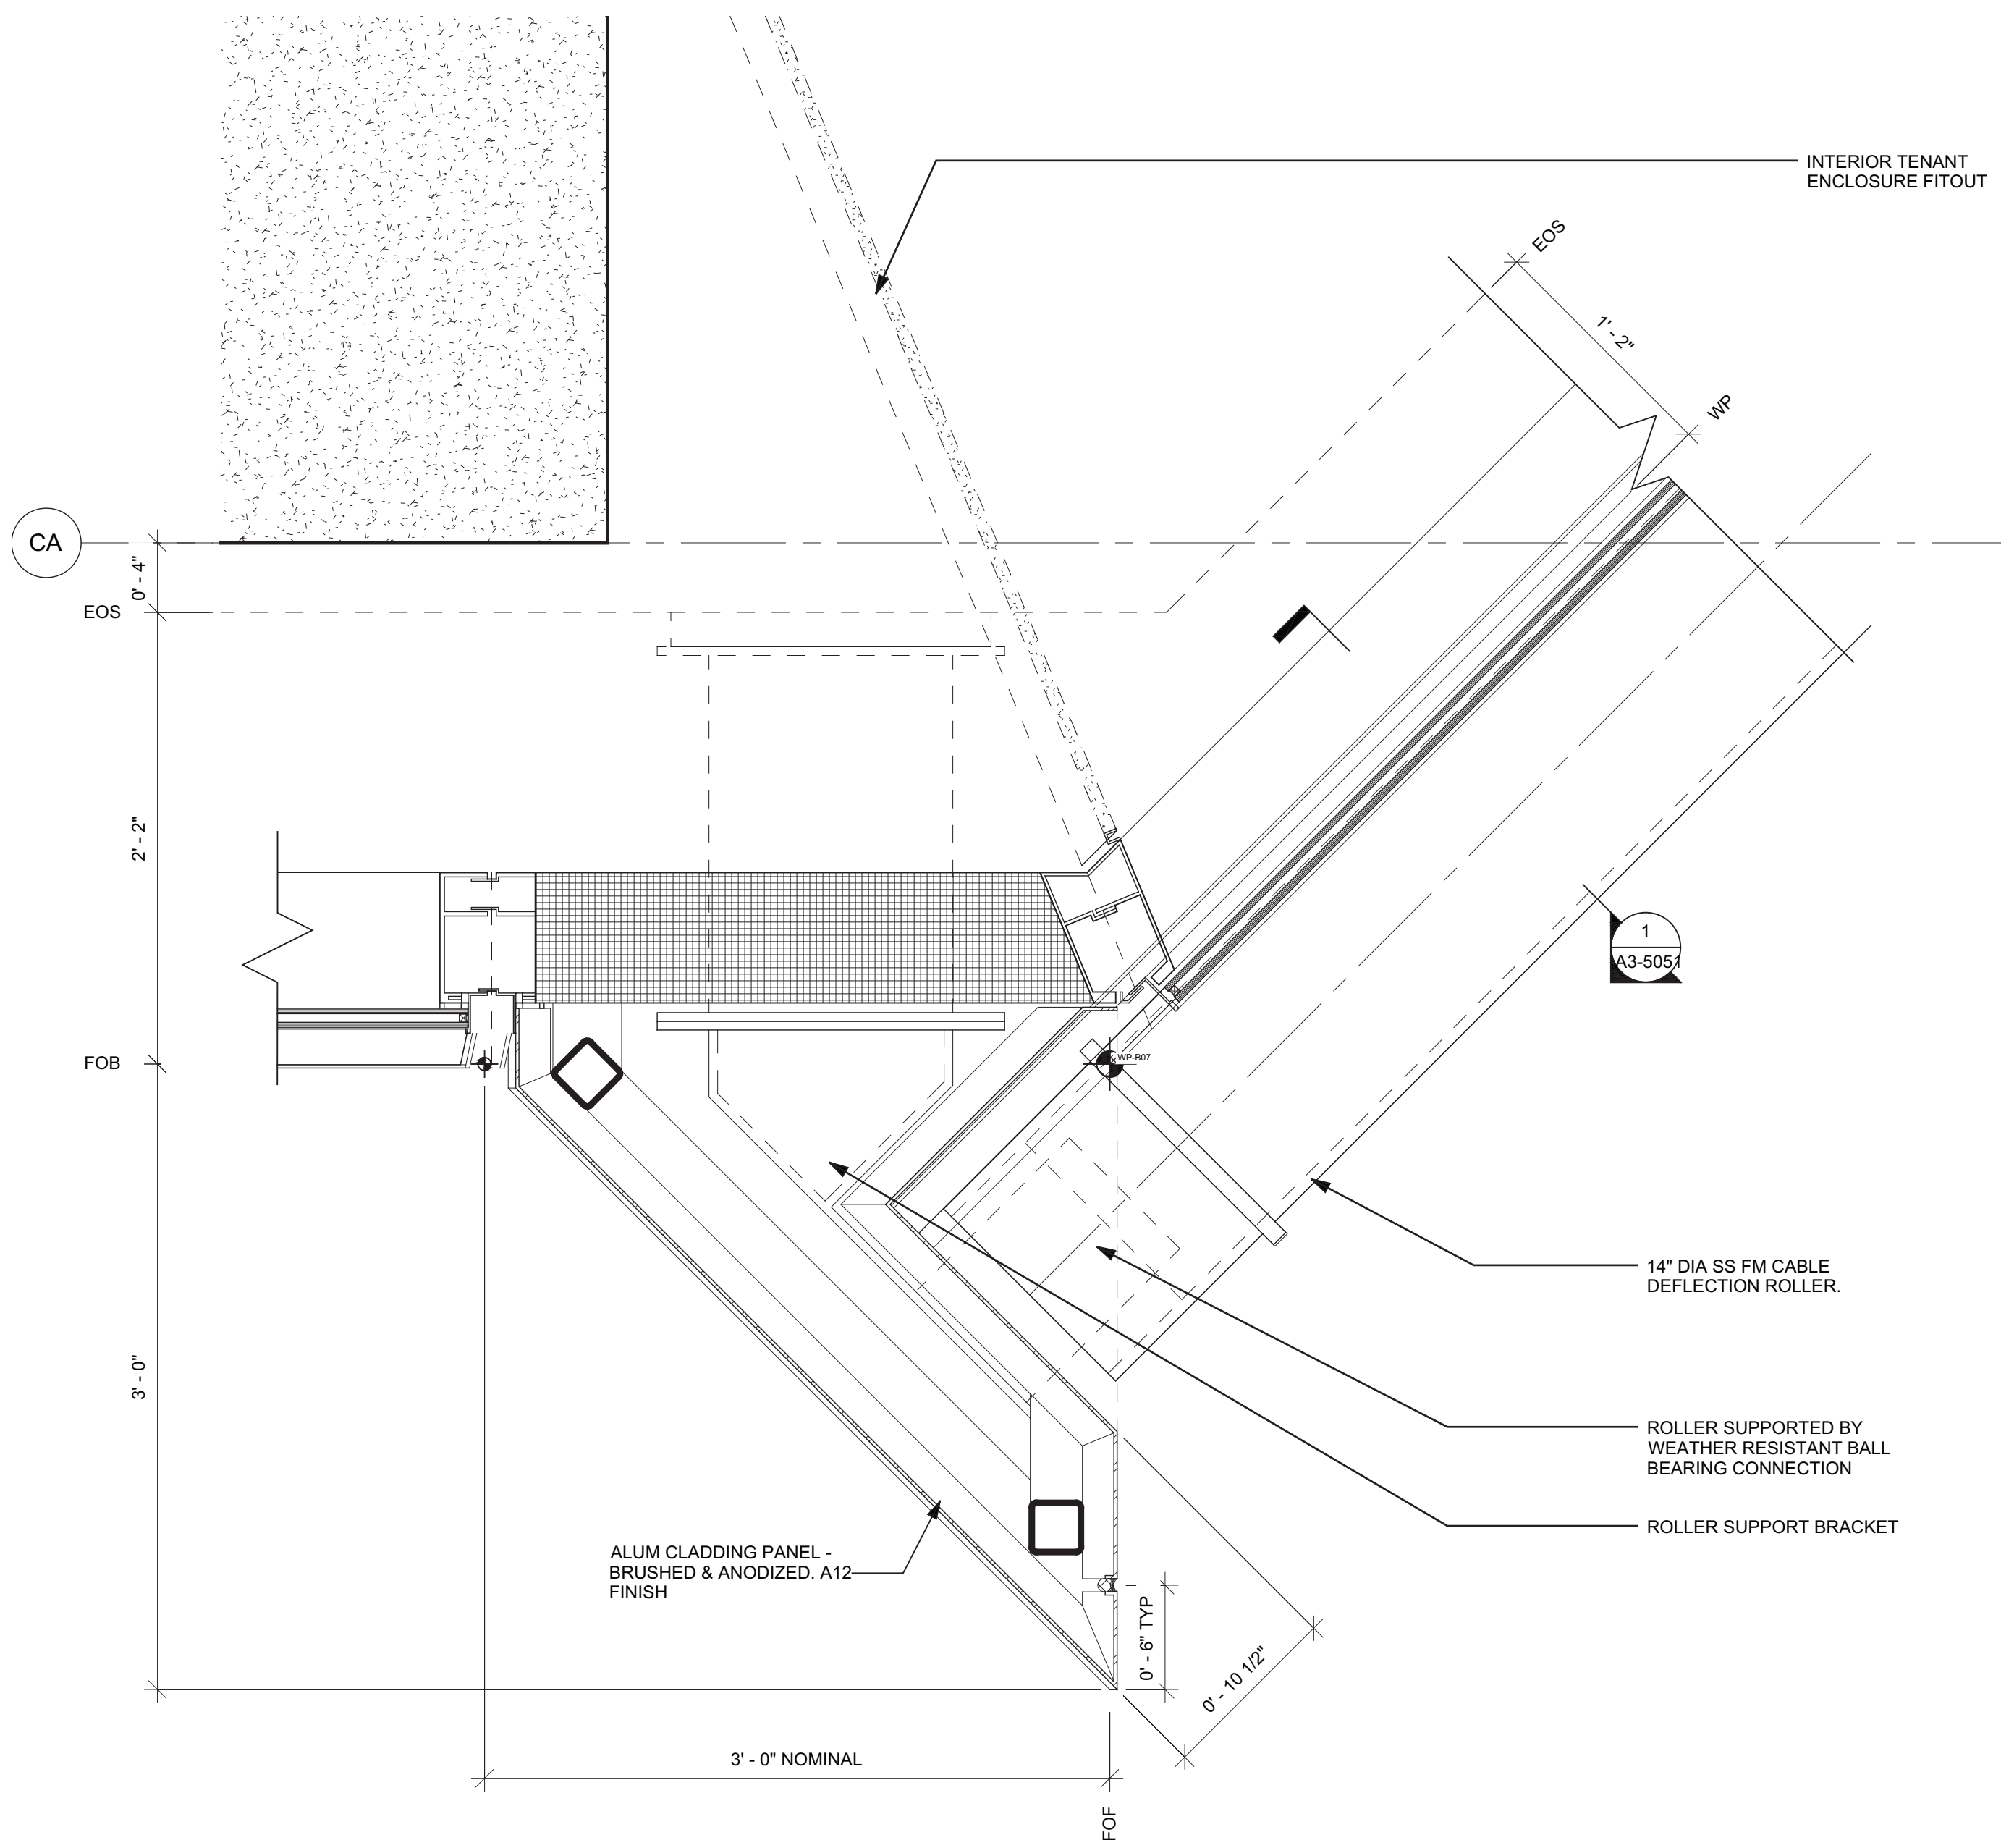 INTERIOR TENANT
ENCLOSURE FITOUT
EOS
1' - 2"
WP
CA
0' - 4"
EOS
2' - 2"
1
A3-5051
FOB
WP-B07
14" DIA SS FM CABLE
DEFLECTION ROLLER.
3' - 0"
ROLLER SUPPORTED BY
WEATHER RESISTANT BALL
BEARING CONNECTION
ROLLER SUPPORT BRACKET
ALUM CLADDING PANEL -
BRUSHED & ANODIZED. A12
FINISH
0' - 6" TYP
0' - 10 1/2"
3' - 0" NOMINAL
FOF